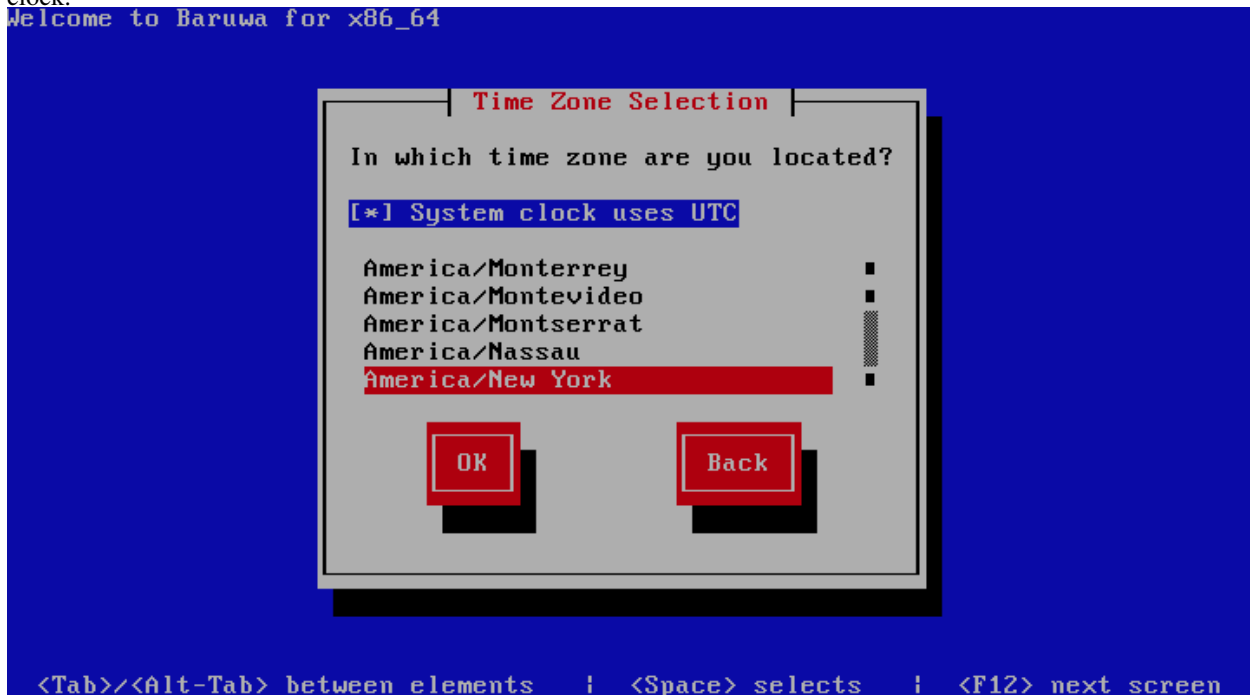 clock.
Welcome to Baruwa for x86_64
Time Zone Selection
In which time zone are you located?
[*] System clock uses UTC
America/Monterrey
America/Montevideo
America/Montserrat
America/Nassau
America/New York
OK Back
<Tab>/<Alt-Tab> between elements | <Space> selects | <F12> next screen